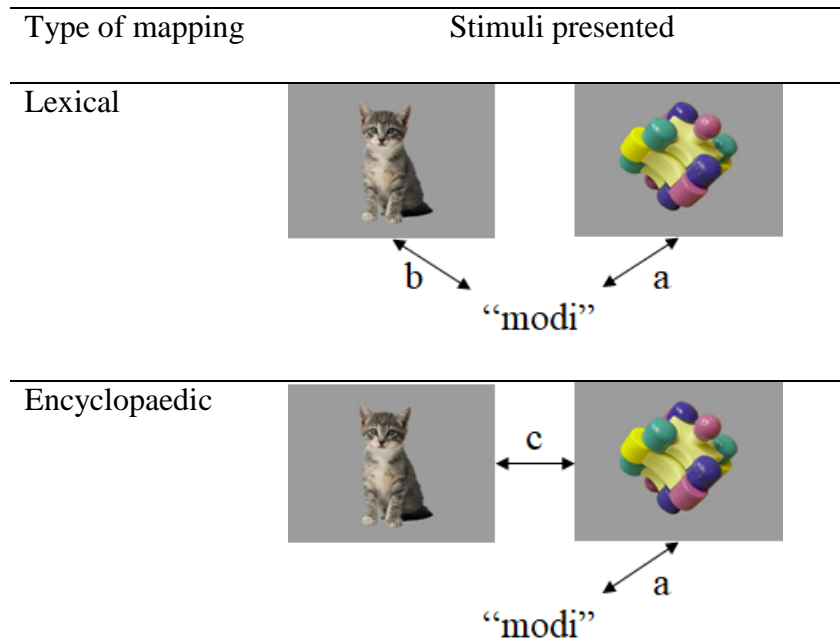 Type of mapping Stimuli presented
Lexical
b a
“modi”
Encyclopaedic
c
a
“modi”